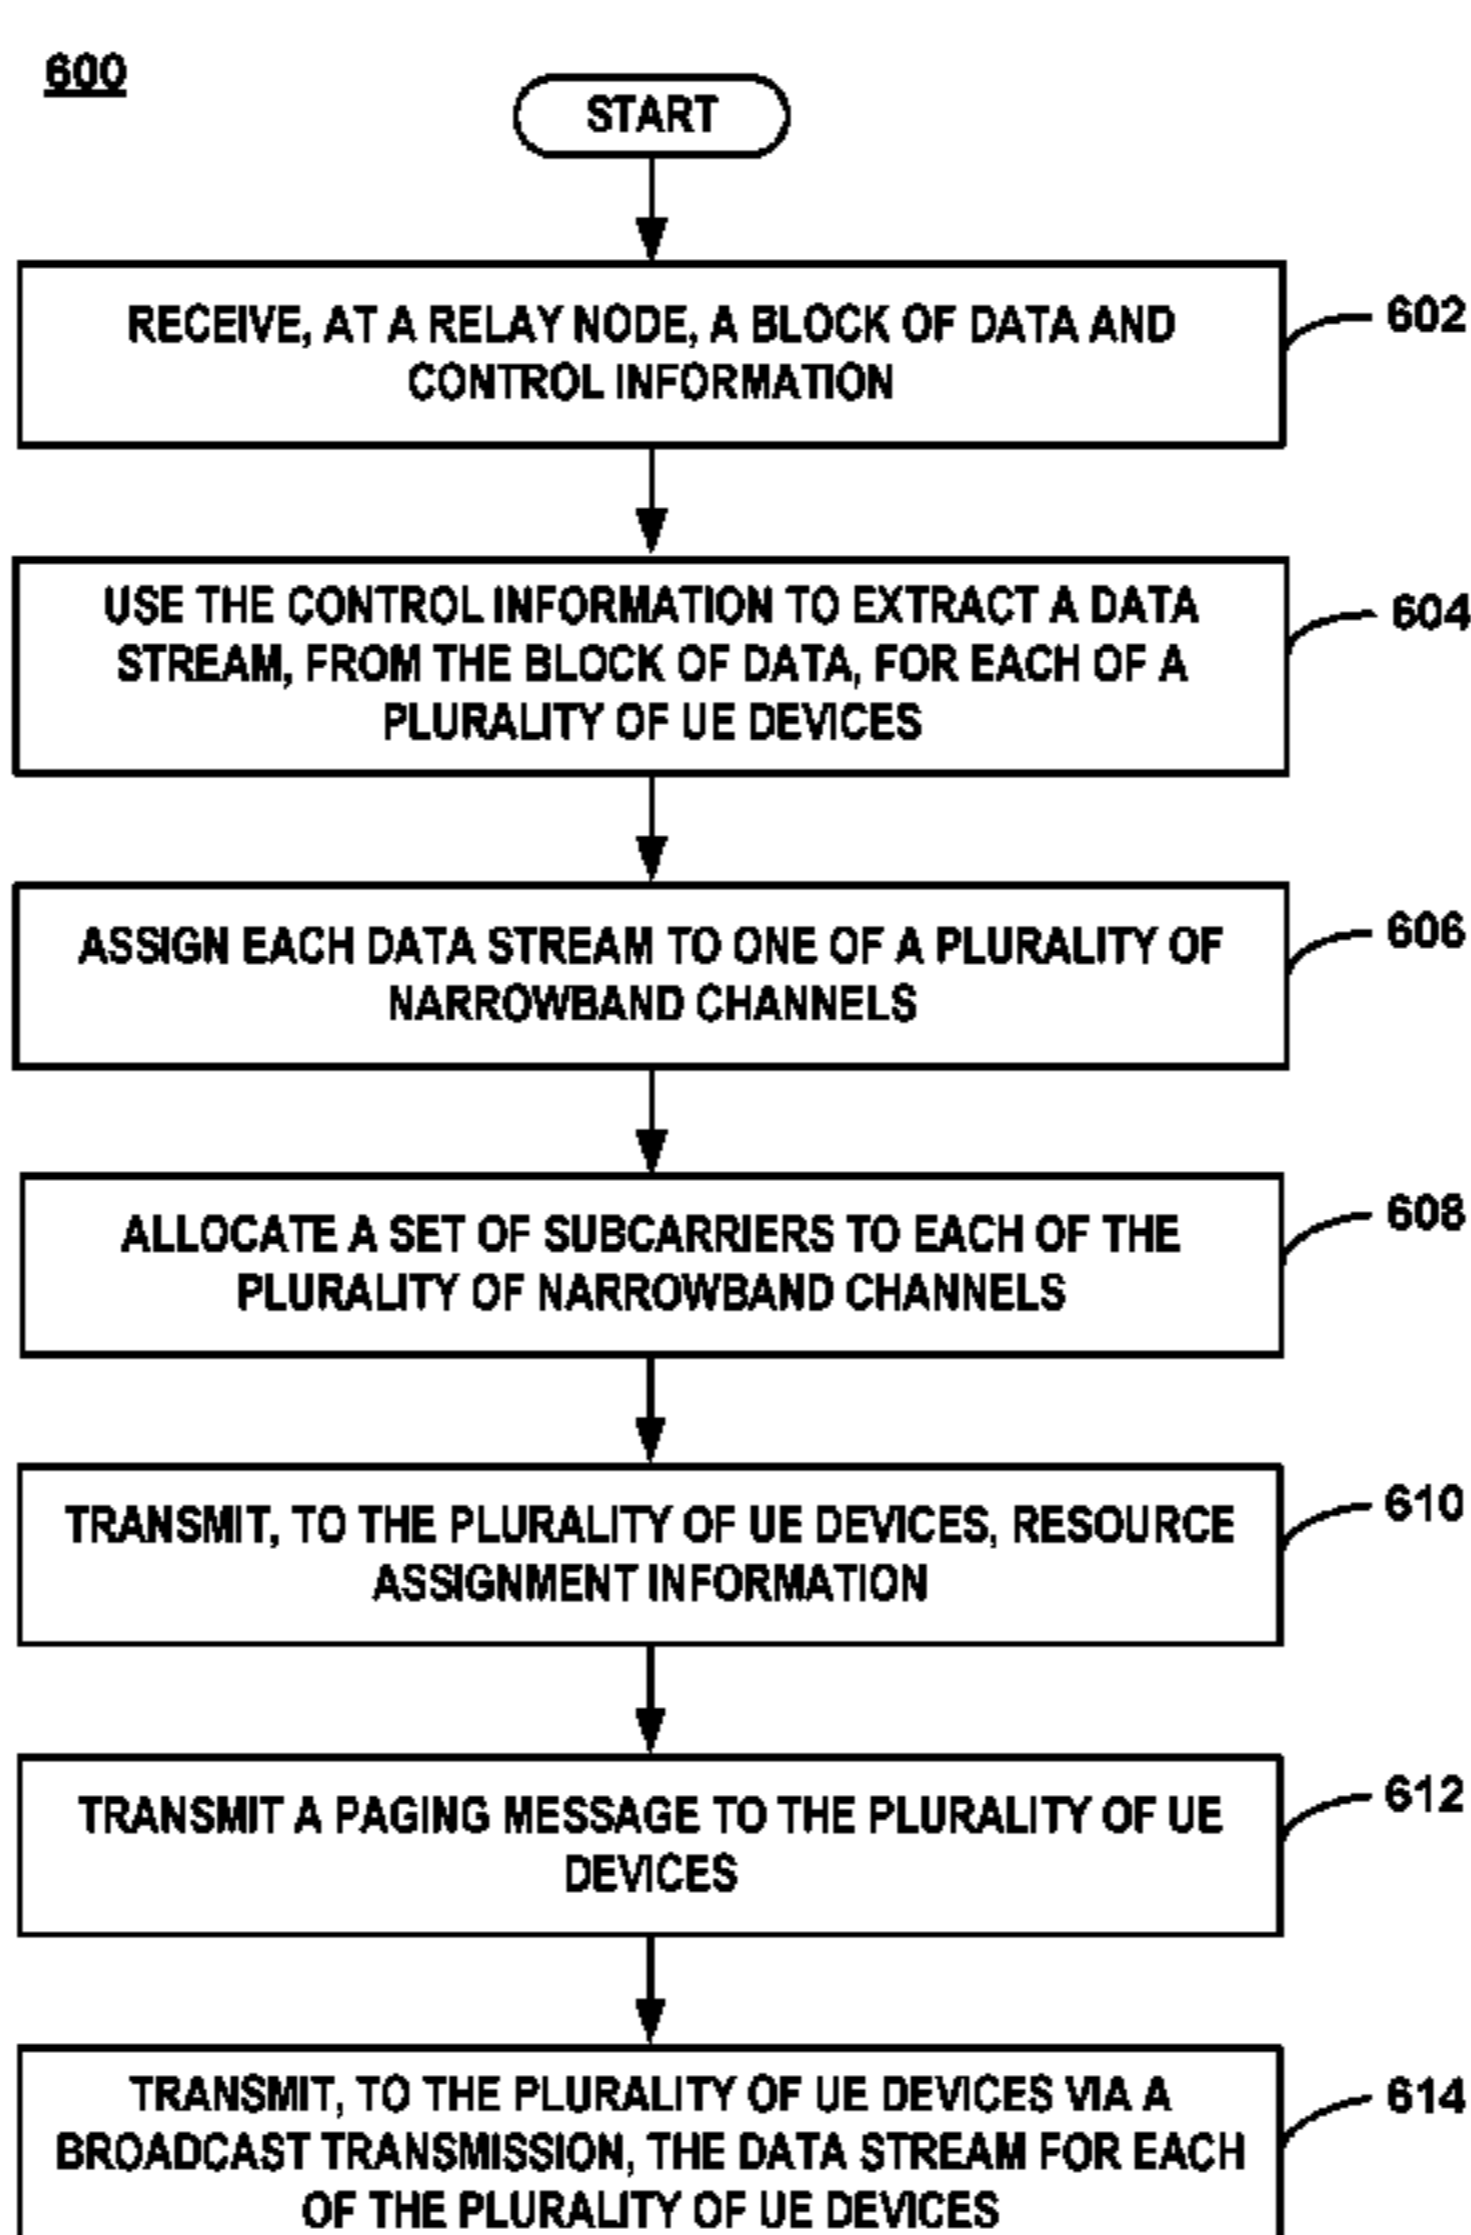 600
START
RECEIVE, AT A RELAY NODE, A BLOCK OF DATA AND
CONTROL INFORMATION
602
USE THE CONTROL INFORMATION TO EXTRACT A DATA
STREAM, FROM THE BLOCK OF DATA, FOR EACH OF A
PLURALITY OF UE DEVICES
604
ASSIGN EACH DATA STREAM TO ONE OF A PLURALITY OF
NARROWBAND CHANNELS
606
ALLOCATE A SET OF SUBCARRIERS TO EACH OF THE
PLURALITY OF NARROWBAND CHANNELS
608
TRANSMIT, TO THE PLURALITY OF UE DEVICES, RESOURCE
ASSIGNMENT INFORMATION
610
TRANSMIT A PAGING MESSAGE TO THE PLURALITY OF UE
DEVICES
612
TRANSMIT, TO THE PLURALITY OF UE DEVICES VIA A
BROADCAST TRANSMISSION, THE DATA STREAM FOR EACH
OF THE PLURALITY OF UE DEVICES
614